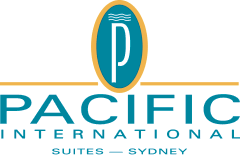 P
PACIFIC
INTERNATIONAL
SUITES — SYDNEY